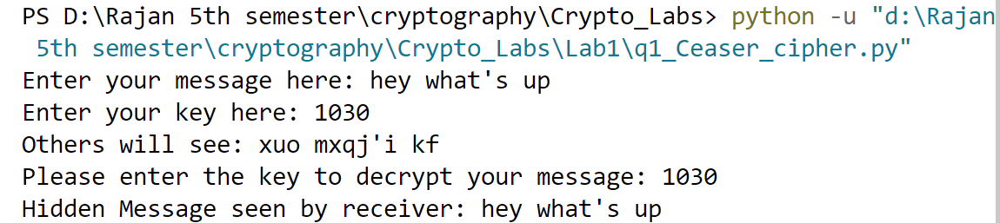 PS D:\Rajan 5th semester\cryptography\Crypto_Labs> python -u "d:\Rajan
 5th semester\cryptography\Crypto_Labs\Lab1\q1_Ceaser_cipher.py"
Enter your message here: hey what's up
Enter your key here: 1030
Others will see: xuo mxqj'i kf
Please enter the key to decrypt your message: 1030
Hidden Message seen by receiver: hey what's up